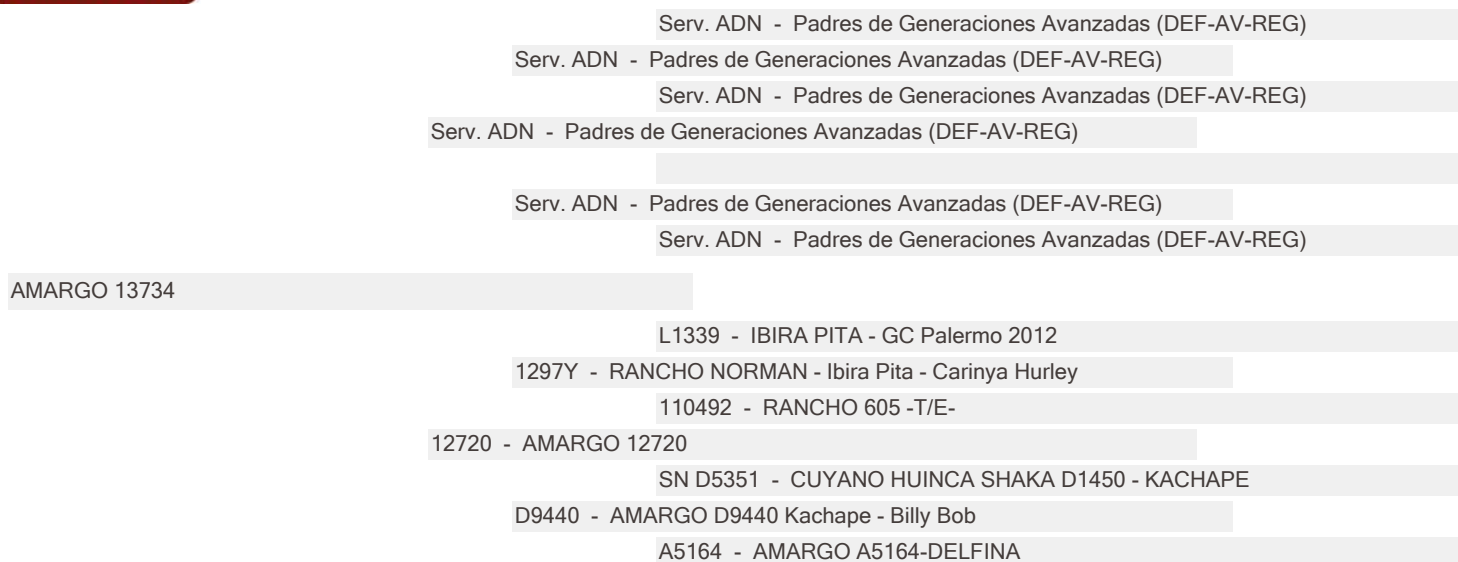 Serv. ADN - Padres de Generaciones Avanzadas (DEF-AV-REG)
Serv. ADN - Padres de Generaciones Avanzadas (DEF-AV-REG)
Serv. ADN - Padres de Generaciones Avanzadas (DEF-AV-REG)
Serv. ADN - Padres de Generaciones Avanzadas (DEF-AV-REG)
Serv. ADN - Padres de Generaciones Avanzadas (DEF-AV-REG)
Serv. ADN - Padres de Generaciones Avanzadas (DEF-AV-REG)
AMARGO 13734
L1339 - IBIRA PITA - GC Palermo 2012
1297Y - RANCHO NORMAN - Ibira Pita - Carinya Hurley
110492 - RANCHO 605 -T/E-
12720 - AMARGO 12720
SN D5351 - CUYANO HUINCA SHAKA D1450 - KACHAPE
D9440 - AMARGO D9440 Kachape - Billy Bob
A5164 - AMARGO A5164-DELFINA